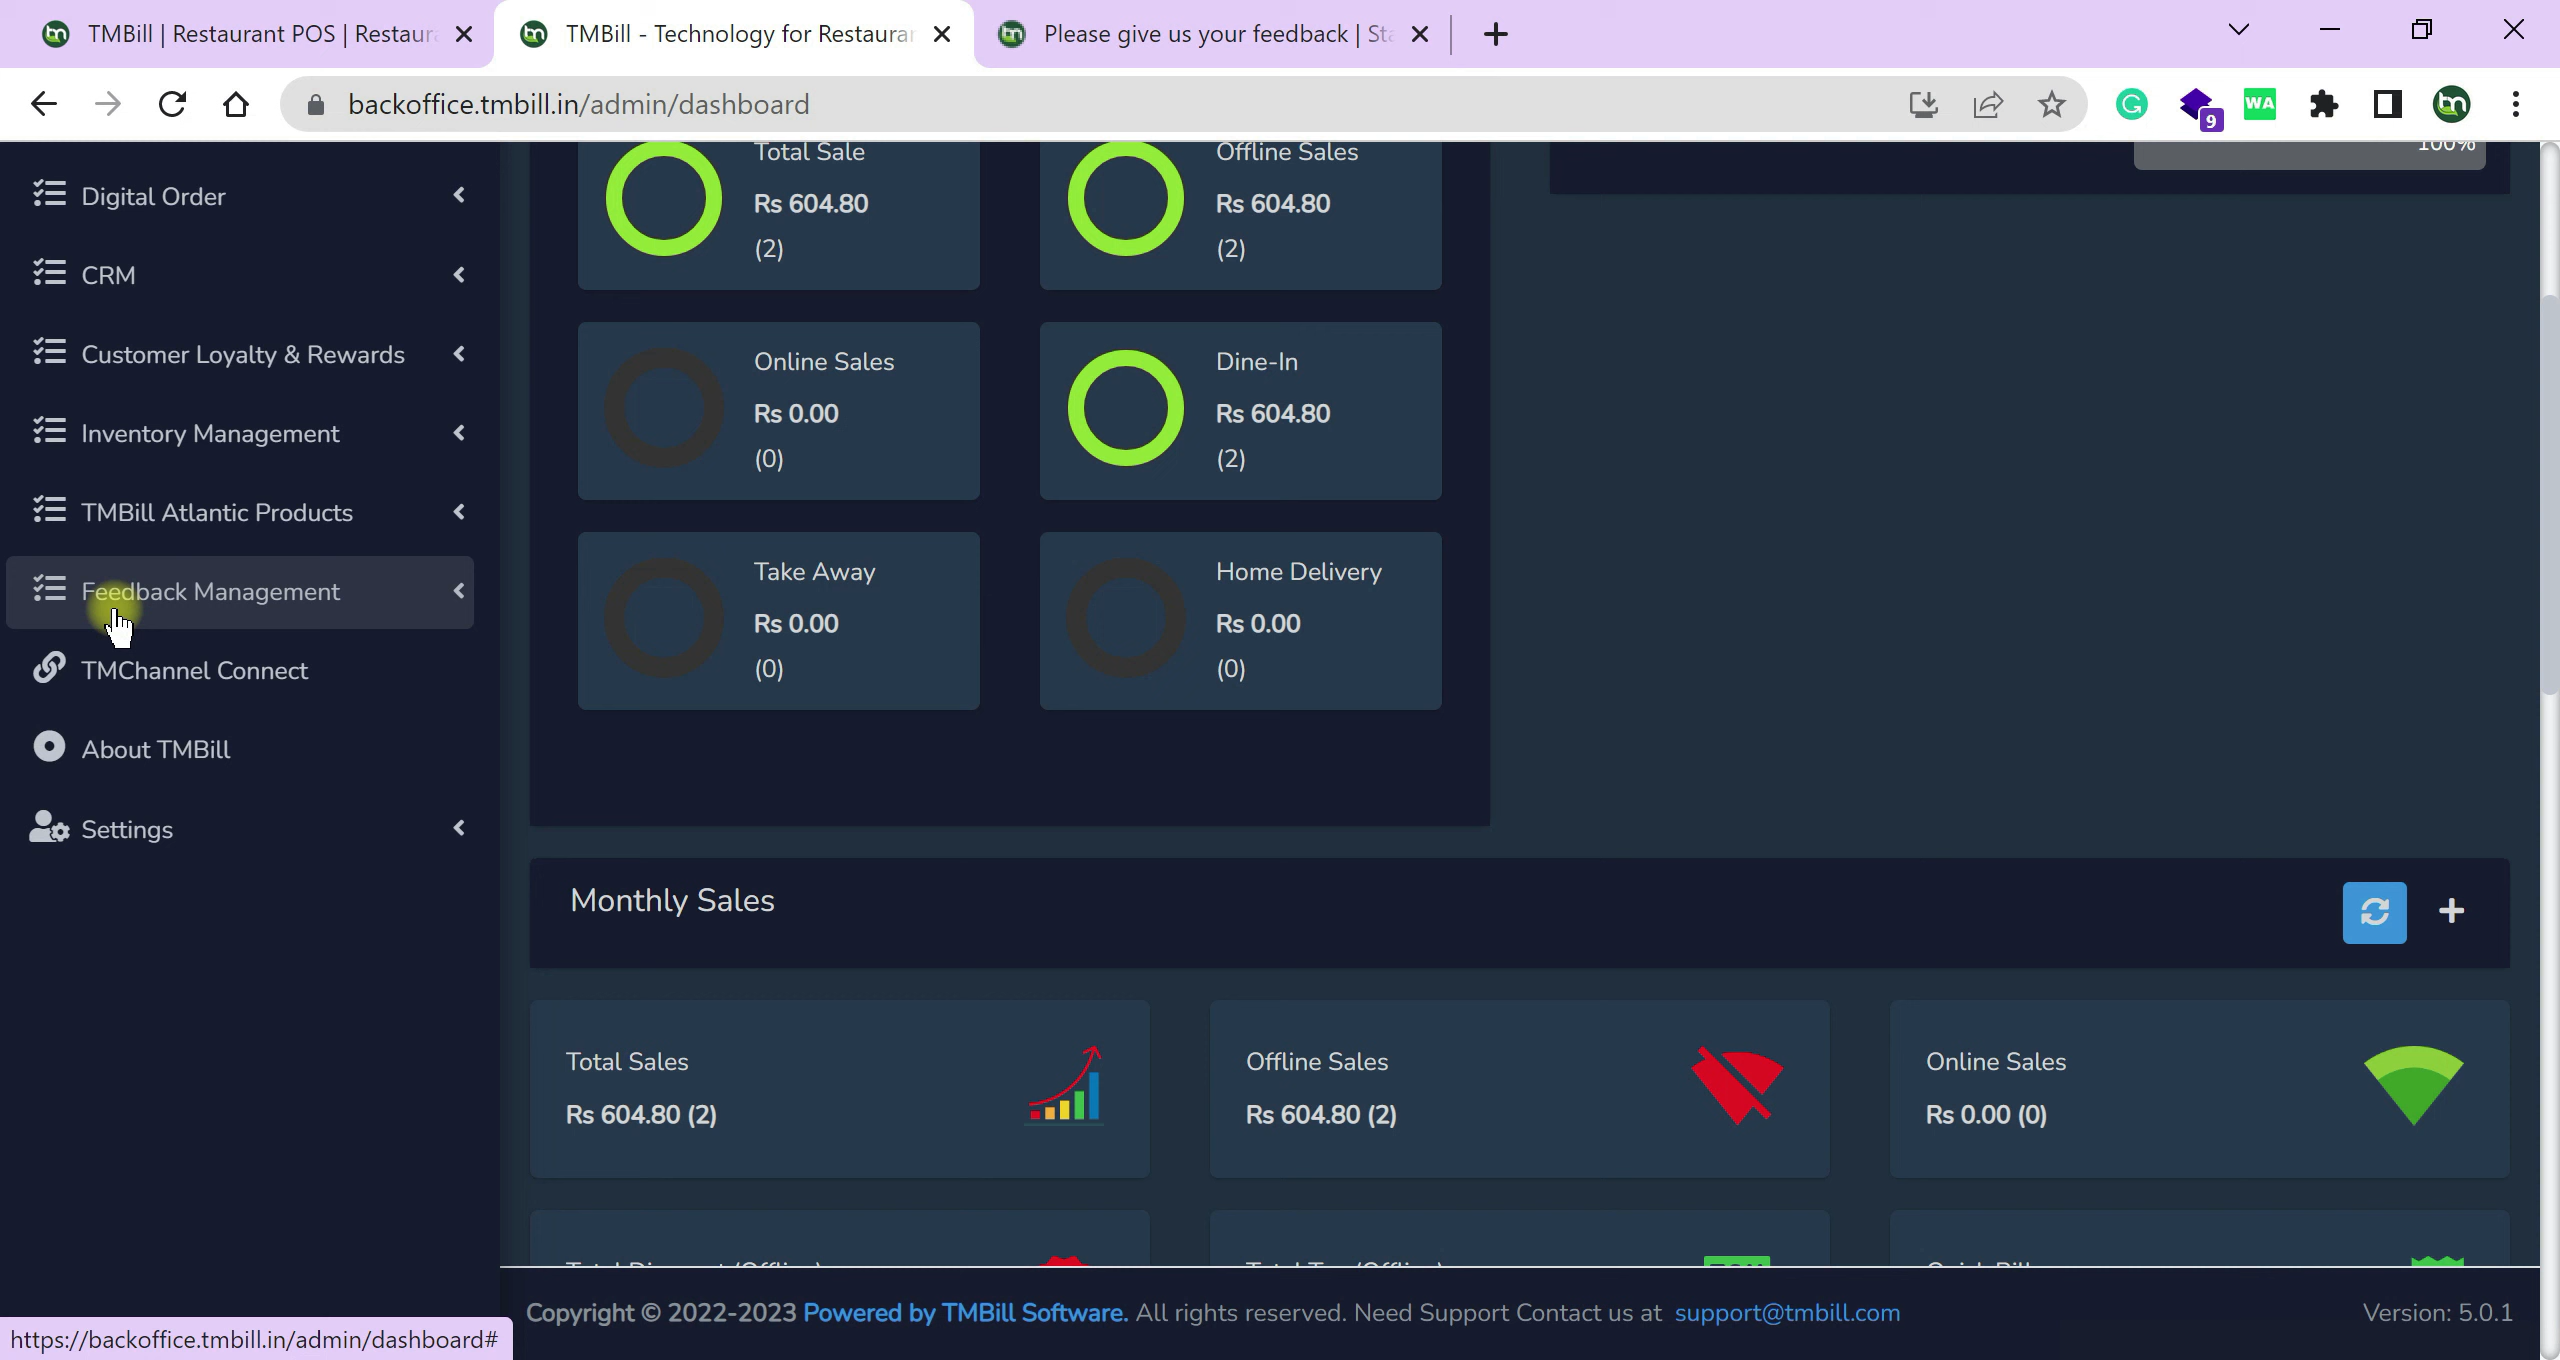 TMBill | Restaurant POS | Restaura
TMBill - Technology for Restauran
Please give us your feedback | Sta
backoffice.tmbill.in/admin/dashboard
9
WA
Digital Order
CRM
Customer Loyalty & Rewards
Inventory Management
TMBill Atlantic Products
Feedback Management
TMChannel Connect
About TMBill
Settings
Total Sale
Rs 604.80
(2)
Offline Sales
Rs 604.80
(2)
100%
Online Sales
Rs 0.00
(0)
Dine-In
Rs 604.80
(2)
Take Away
Rs 0.00
(0)
Home Delivery
Rs 0.00
(0)
Monthly Sales
Total Sales
Rs 604.80 (2)
Offline Sales
Rs 604.80 (2)
Online Sales
Rs 0.00 (0)
Copyright © 2022-2023 Powered by TMBill Software. All rights reserved. Need Support Contact us at support@tmbill.com
Version: 5.0.1
https://backoffice.tmbill.in/admin/dashboard#